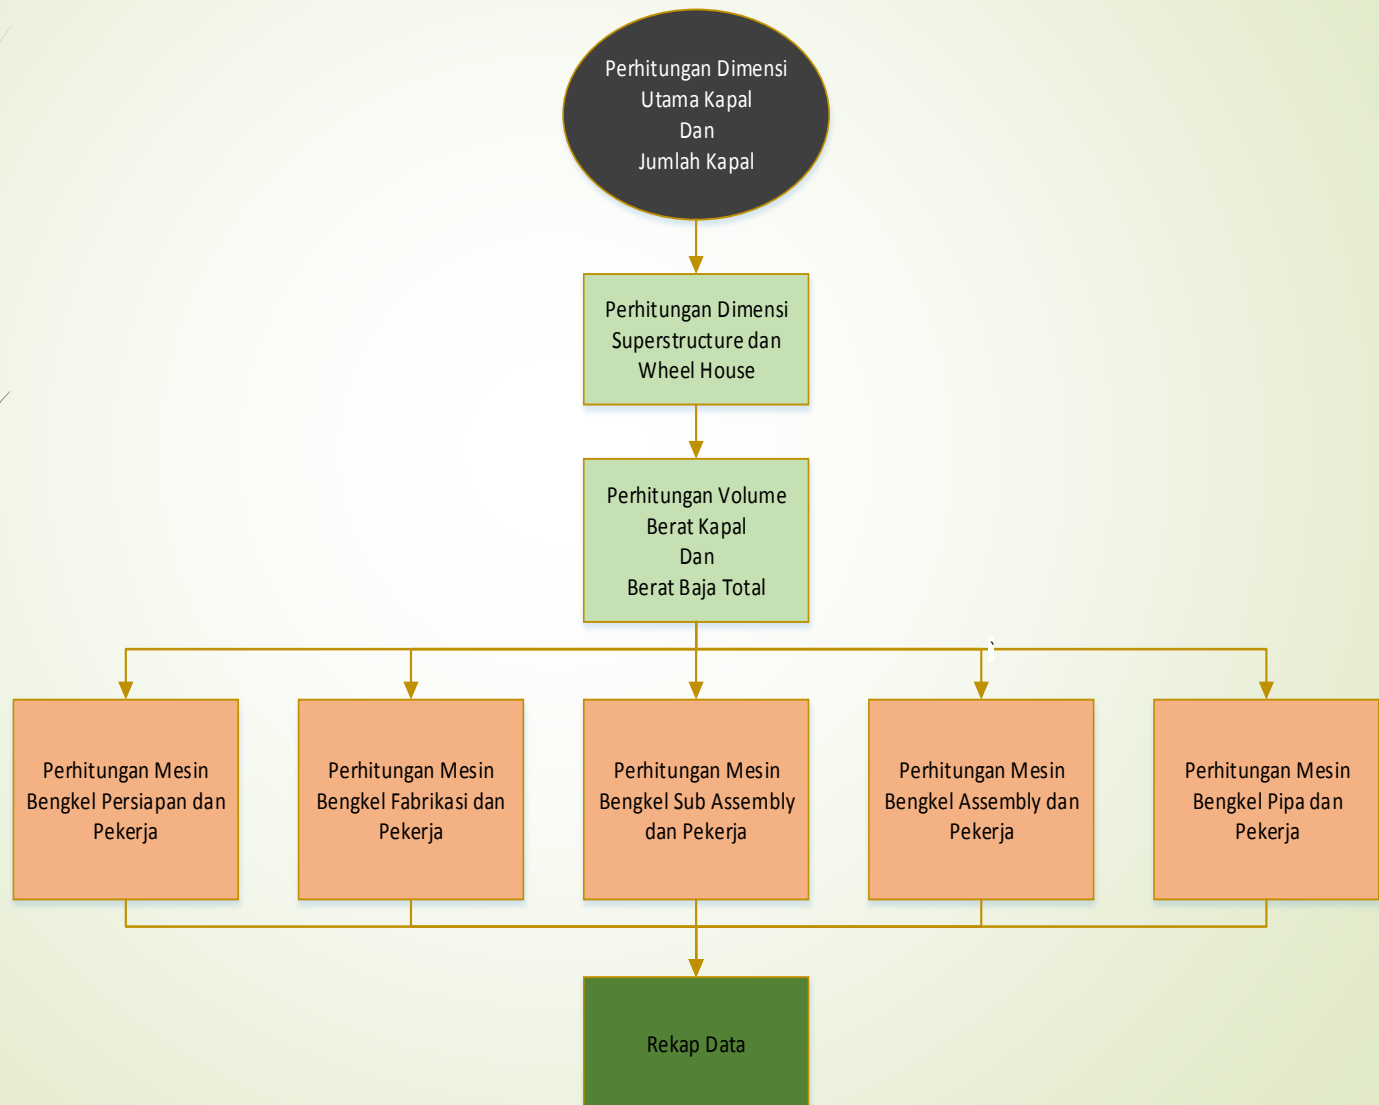 Perhitungan Dimensi
Utama Kapal
Dan
Jumlah Kapal
Perhitungan Dimensi
Superstructure dan
Wheel House
Perhitungan Volume
Berat Kapal
Dan
Berat Baja Total
`
Perhitungan Mesin
Bengkel Persiapan dan
Pekerja
Perhitungan Mesin
Bengkel Fabrikasi dan
Pekerja
Perhitungan Mesin
Bengkel Sub Assembly
dan Pekerja
Perhitungan Mesin
Bengkel Assembly dan
Pekerja
Perhitungan Mesin
Bengkel Pipa dan
Pekerja
Rekap Data